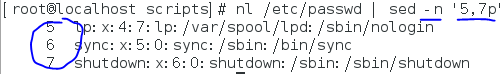 [root@localhost scripts]# nl /etc/passwd | sed -n '5,7p'
5 lp:x:4:7:lp:/var/spool/lpd:/sbin/nologin
6 sync:x:5:0:sync:/sbin:/bin/sync
7 shutdown:x:6:0:shutdown:/sbin:/sbin/shutdown